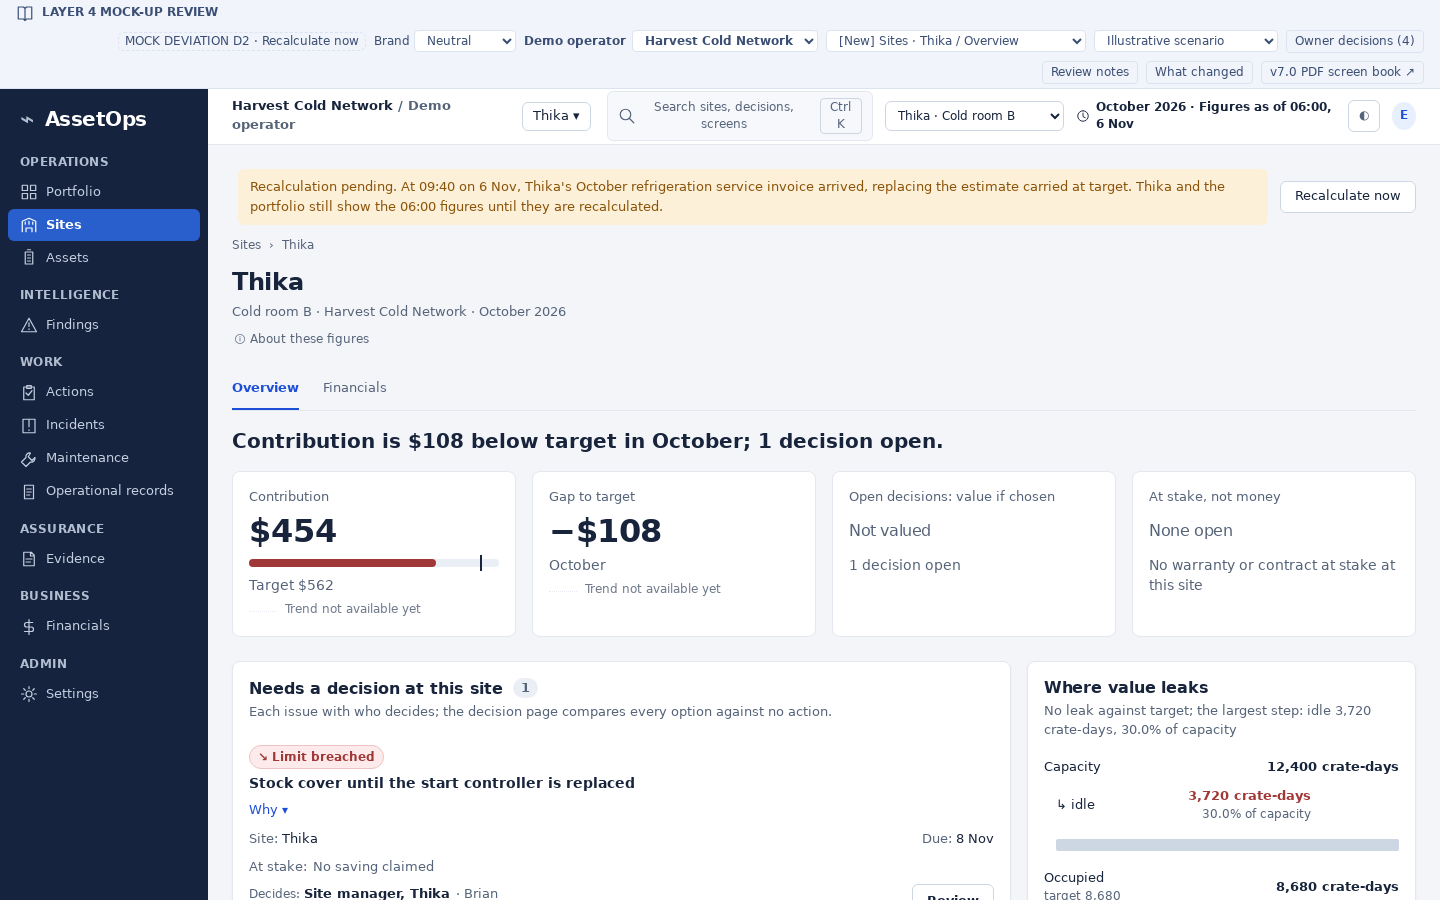 LAYER 4 MOCK-UP REVIEW
MOCK DEVIATION D2 · Recalculate now Brand Neutral Demo operator Harvest Cold Network [New] Sites · Thika / Overview Illustrative scenario Owner decisions (4)
Review notes What changed v7.0 PDF screen book ↗
AssetOps
OPERATIONS
Portfolio
Sites
Assets
INTELLIGENCE
Findings
WORK
Actions
Incidents
Maintenance
Operational records
ASSURANCE
Evidence
BUSINESS
Financials
ADMIN
Settings
Harvest Cold Network / Demo
operator
Thika ▾
Search sites, decisions,
screens
Ctrl
K
Thika · Cold room B
October 2026 · Figures as of 06:00,
6 Nov
E
Recalculation pending. At 09:40 on 6 Nov, Thika's October refrigeration service invoice arrived, replacing the estimate carried at target. Thika and the
portfolio still show the 06:00 figures until they are recalculated.
Recalculate now
Sites › Thika
Thika
Cold room B · Harvest Cold Network · October 2026
About these figures
Overview Financials
Contribution is $108 below target in October; 1 decision open.
Contribution
$454
Target $562
Trend not available yet
Gap to target
−$108
October
Trend not available yet
Open decisions: value if chosen
Not valued
1 decision open
At stake, not money
None open
No warranty or contract at stake at
this site
Needs a decision at this site 1
Each issue with who decides; the decision page compares every option against no action.
↘ Limit breached
Stock cover until the start controller is replaced
Why ▾
Site: Thika Due: 8 Nov
At stake: No saving claimed
Decides: Site manager, Thika · Brian
Review
Where value leaks
No leak against target; the largest step: idle 3,720
crate-days, 30.0% of capacity
Capacity 12,400 crate-days
↳ idle 3,720 crate-days
30.0% of capacity
Occupied 8,680 crate-days
target 8,680